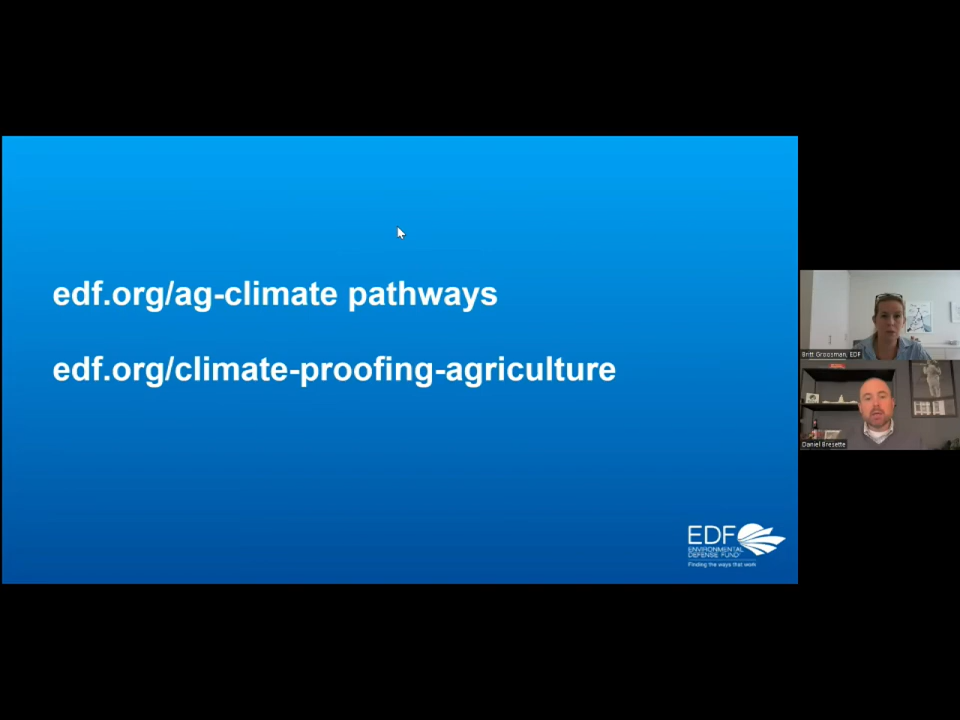 edf.org/ag-climate pathways
edf.org/climate-proofing-agriculture
EDF
ENVIRONMENTAL
DEFENSE FUND
Finding the ways that work
Britt Groosman, EDF
Daniel Bresette